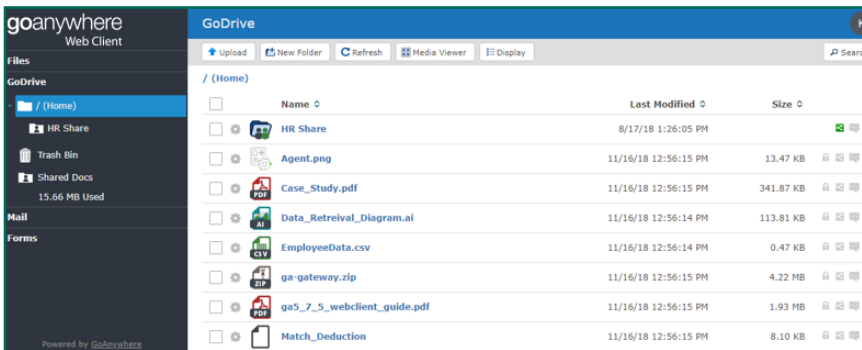 goanywhere
Web Client
Files
GoDrive
/ (Home)
HR Share
Trash Bin
Shared Docs
15.66 MB Used
Mail
Forms
Powered by GoAnywhere
GoDrive
Upload New Folder Refresh Media Viewer Display
/ (Home)
Name Last Modified Size
HR Share 8/17/18 1:26:05 PM
Agent.png 11/16/18 12:56:15 PM 13.47 KB
PDF Case_Study.pdf 11/16/18 12:56:15 PM 341.87 KB
AI Data_Retreival_Diagram.ai 11/16/18 12:56:14 PM 113.81 KB
CSV EmployeeData.csv 11/16/18 12:56:14 PM 0.47 KB
ZIP ga-gateway.zip 11/16/18 12:56:15 PM 4.22 MB
PDF ga5_7_5_webclient_guide.pdf 11/16/18 12:56:15 PM 1.93 MB
Match_Deduction 11/16/18 12:56:15 PM 8.10 KB